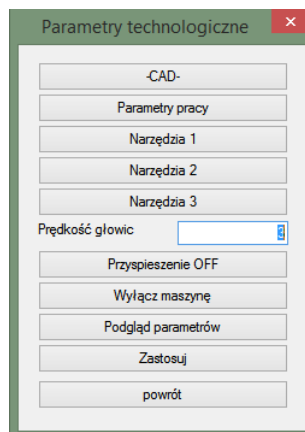 Parametry technologiczne
-CAD-
Parametry pracy
Narzędzia 1
Narzędzia 2
Narzędzia 3
Prędkość głowic 3
Przyspieszenie OFF
Wyłącz maszynę
Podgląd parametrów
Zastosuj
powrót